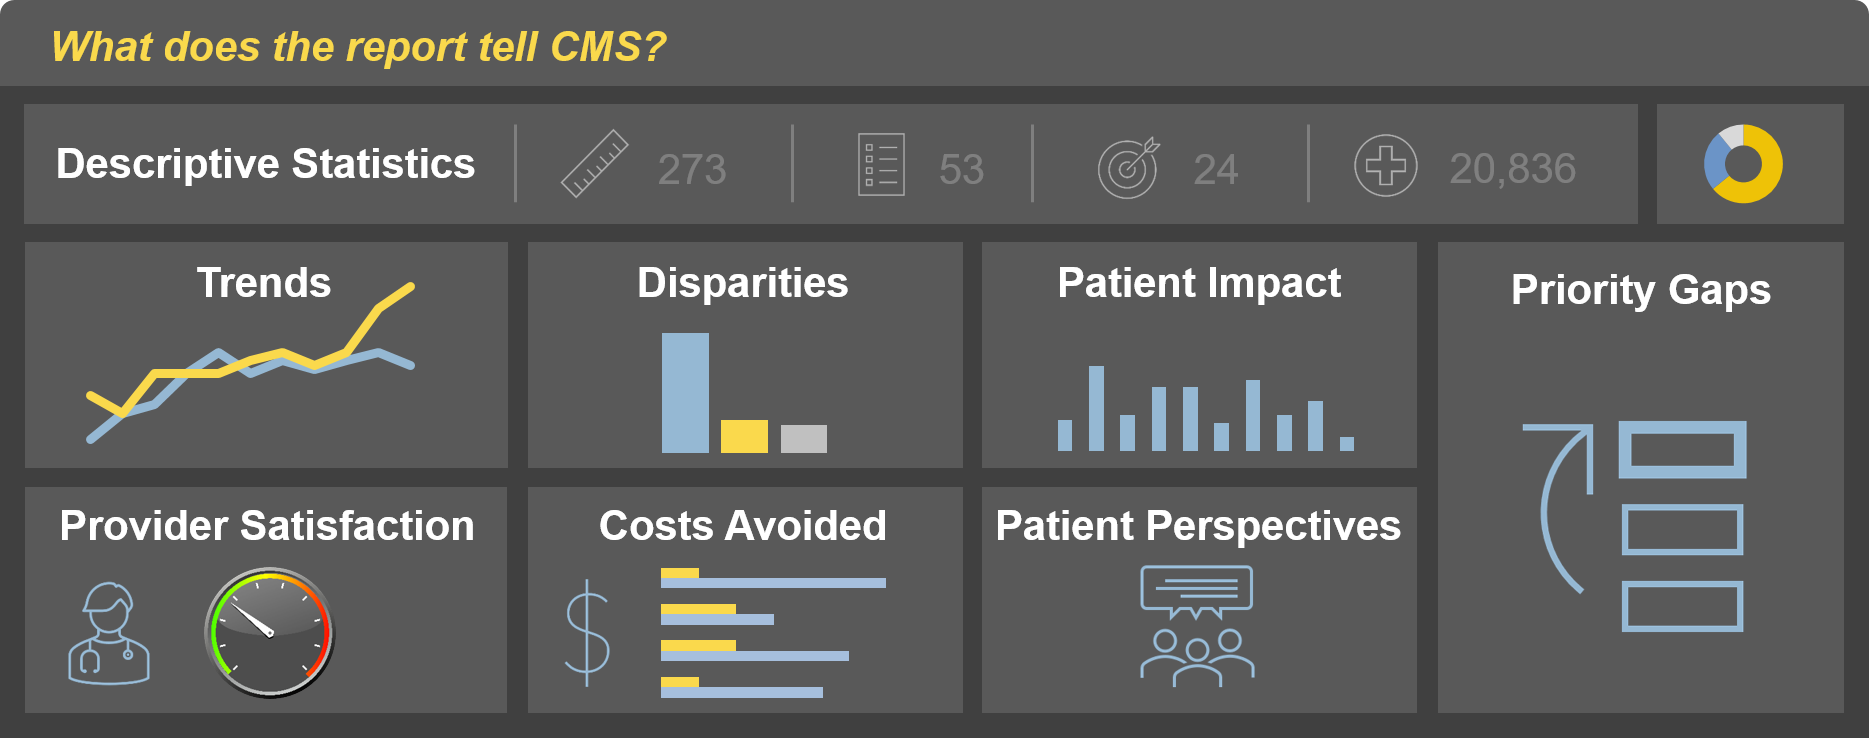 What does the report tell CMS?
Descriptive Statistics
273
53
24
20,836
Trends
Disparities
Patient Impact
Priority Gaps
Provider Satisfaction
Costs Avoided
Patient Perspectives